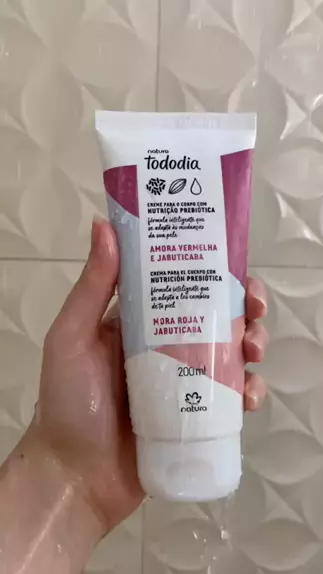 natura
tododia
CREME PARA O CORPO COM
NUTRIÇÃO PREBIÓTICA
fórmula inteligente que
se adapta às mudanças
da sua pele
AMORA VERMELHA
E JABUTICABA
CREMA PARA EL CUERPO CON
NUTRICIÓN PREBIÓTICA
fórmula inteligente que
se adapta a los cambios
de tu piel
MORA ROJA Y
JABUTICABA
200ml
natura